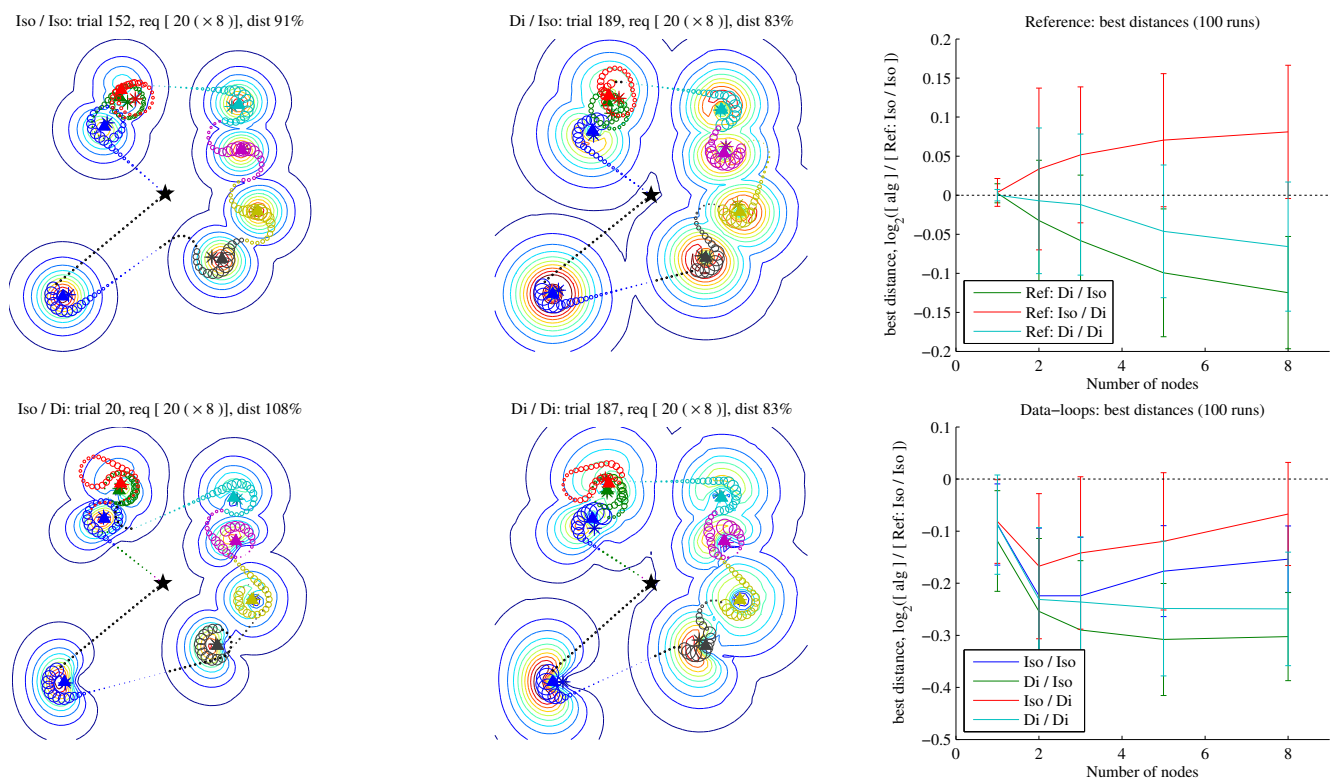 Iso / Iso: trial 152, req [ 20 ( × 8 )], dist 91%
Di / Iso: trial 189, req [ 20 ( × 8 )], dist 83%
Reference: best distances (100 runs)
best distance, log2([ alg ] / [ Ref: Iso / Iso ])
0.2
0.15
0.1
0.05
0
−0.05
−0.1
−0.15
−0.2
Ref: Di / Iso
Ref: Iso / Di
Ref: Di / Di
0 2 4 6 8
Number of nodes
Iso / Di: trial 20, req [ 20 ( × 8 )], dist 108%
Di / Di: trial 187, req [ 20 ( × 8 )], dist 83%
Data−loops: best distances (100 runs)
best distance, log2([ alg ] / [ Ref: Iso / Iso ])
0.1
0
−0.1
−0.2
−0.3
−0.4
−0.5
Iso / Iso
Di / Iso
Iso / Di
Di / Di
0 2 4 6 8
Number of nodes